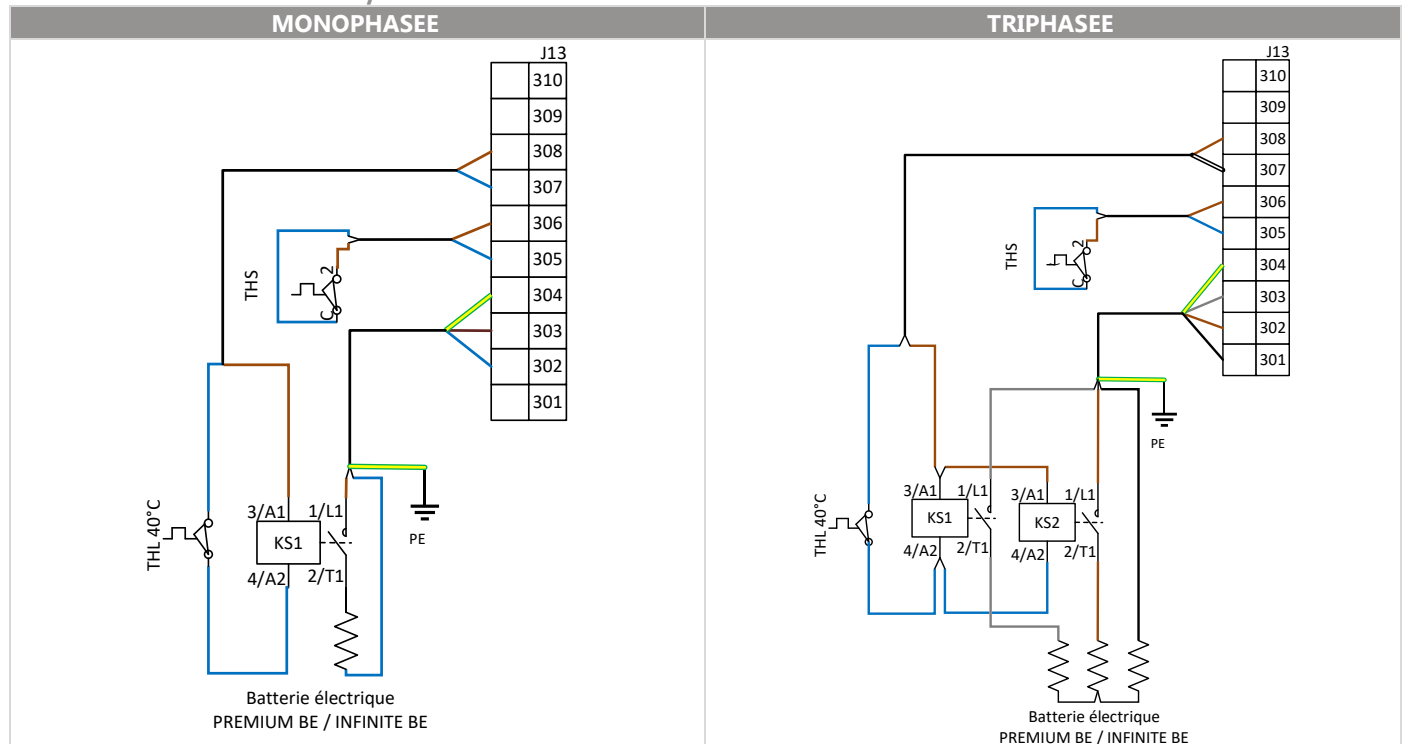 MONOPHASEE
TRIPHASEE
J13
310
309
308
307
306
305
304
303
302
301
THS
2
C
THL 40°C
3/A1
1/L1
KS1
4/A2
2/T1
PE
Batterie électrique
PREMIUM BE / INFINITE BE
J13
310
309
308
307
306
305
304
303
302
301
THS
2
C
PE
THL 40°C
3/A1
1/L1
3/A1
1/L1
KS1
KS2
4/A2
2/T1
4/A2
2/T1
Batterie électrique
PREMIUM BE / INFINITE BE